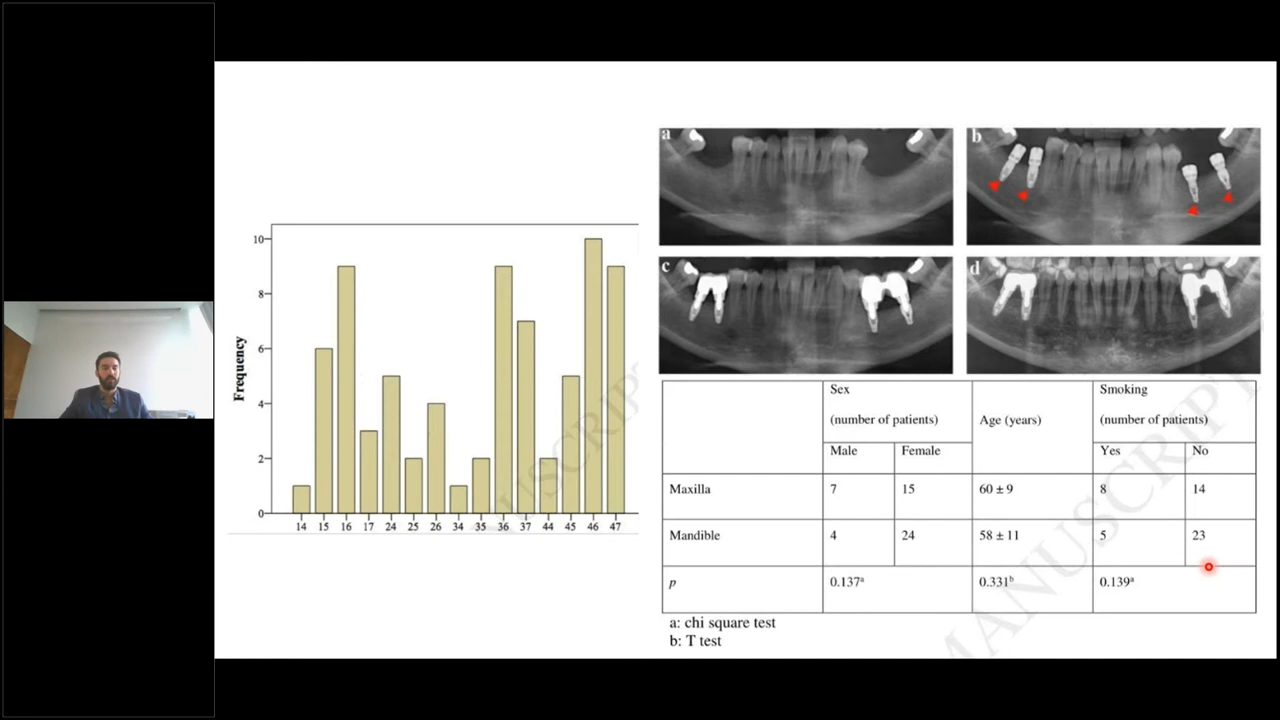 10
8
6
4
2
0
Frequency
14 15 16 17 24 25 26 34 35 36 37 44 45 46 47
NUSCRIPT
a
b
c
d
Sex
(number of patients)
Age (years)
Smoking
(number of patients)
Male
Female
Yes
No
Maxilla
7
15
60 ± 9
8
14
Mandible
4
24
58 ± 11
5
23
p
0.137ᵃ
0.331ᵇ
0.139ᵃ
MANUSCRIPT
a: chi square test
b: T test